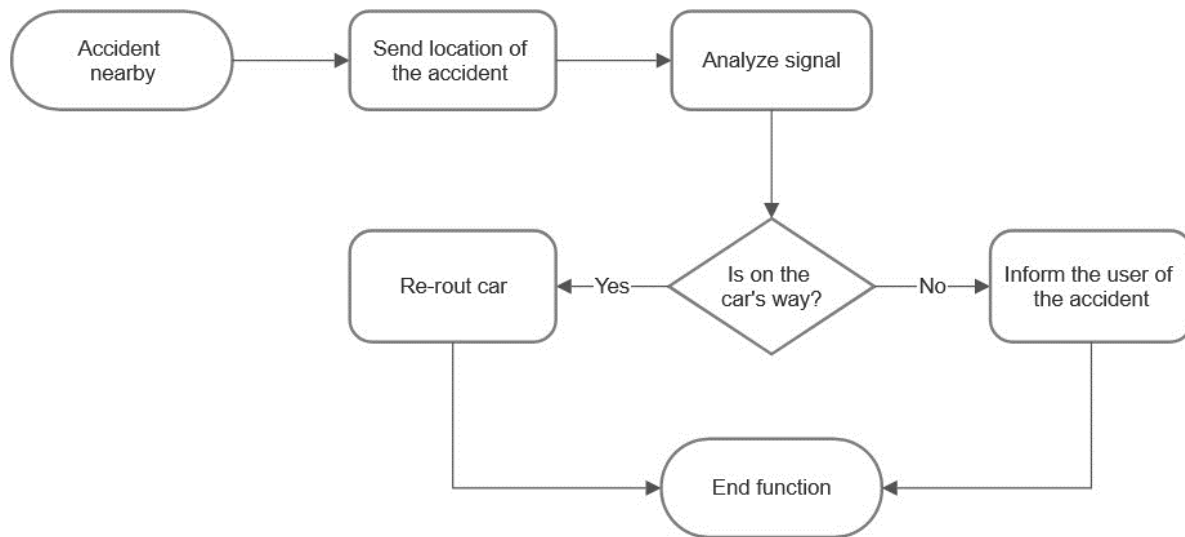 Accident
nearby
Send location of
the accident
Analyze signal
Is on the
car's way?
Yes
No
Re-rout car
Inform the user of
the accident
End function